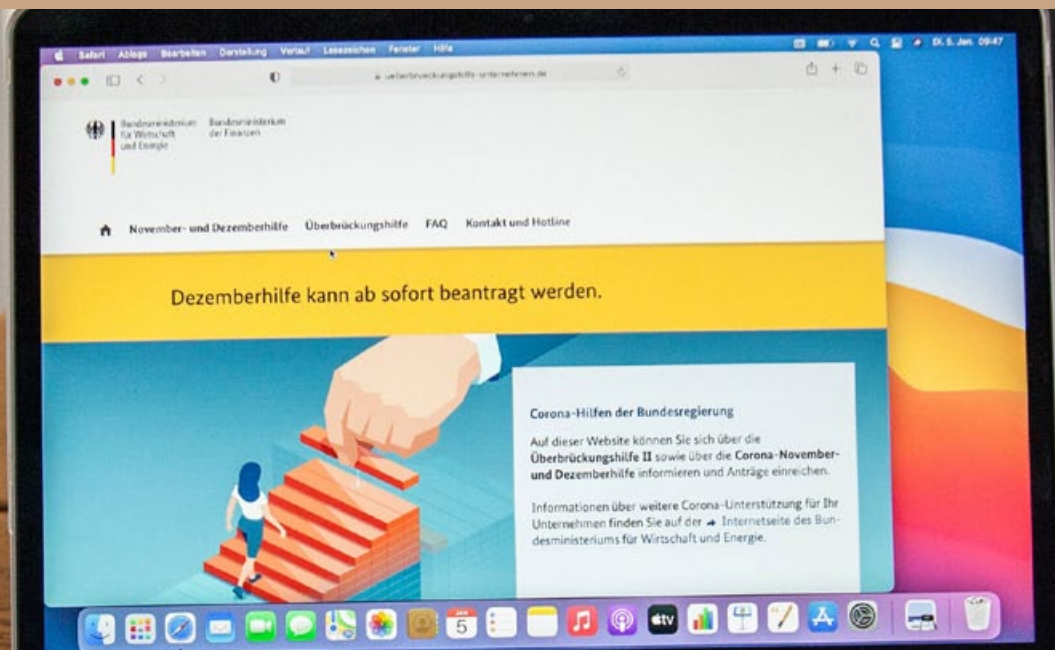 Safari Ablage Bearbeiten Darstellung Verlauf Lesezeichen Fenster Hilfe
Di. 5. Jan. 09:47
ueberbrueckungshilfe-unternehmen.de
Bundesministerium
für Wirtschaft
und Energie
Bundesministerium
der Finanzen
November- und Dezemberhilfe Überbrückungshilfe FAQ Kontakt und Hotline
Dezemberhilfe kann ab sofort beantragt werden.
Corona-Hilfen der Bundesregierung
Auf dieser Website können Sie sich über die
Überbrückungshilfe II sowie über die Corona-November-
und Dezemberhilfe informieren und Anträge einreichen.
Informationen über weitere Corona-Unterstützung für Ihr
Unternehmen finden Sie auf der → Internetseite des Bun-
desministeriums für Wirtschaft und Energie.
JAN
5
tv